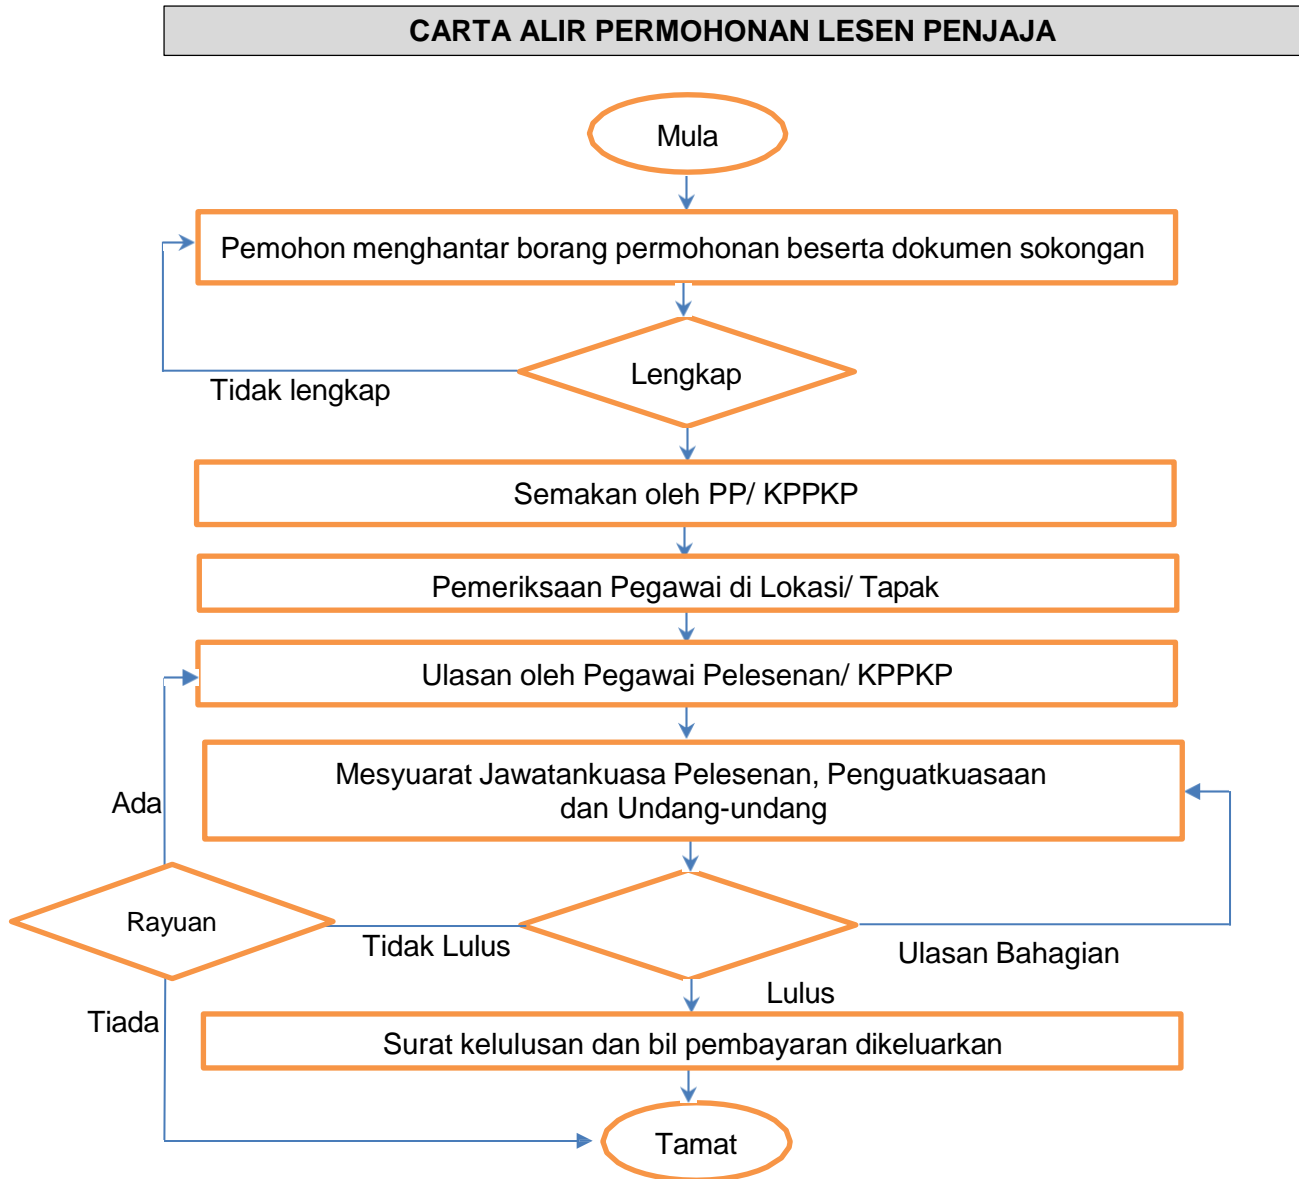 CARTA ALIR PERMOHONAN LESEN PENJAJA
Mula
Pemohon menghantar borang permohonan beserta dokumen sokongan
Lengkap
Tidak lengkap
Semakan oleh PP/ KPPKP
Pemeriksaan Pegawai di Lokasi/ Tapak
Ulasan oleh Pegawai Pelesenan/ KPPKP
Mesyuarat Jawatankuasa Pelesenan, Penguatkuasaan
dan Undang-undang
Ada
Rayuan
Tidak Lulus
Ulasan Bahagian
Lulus
Tiada
Surat kelulusan dan bil pembayaran dikeluarkan
Tamat